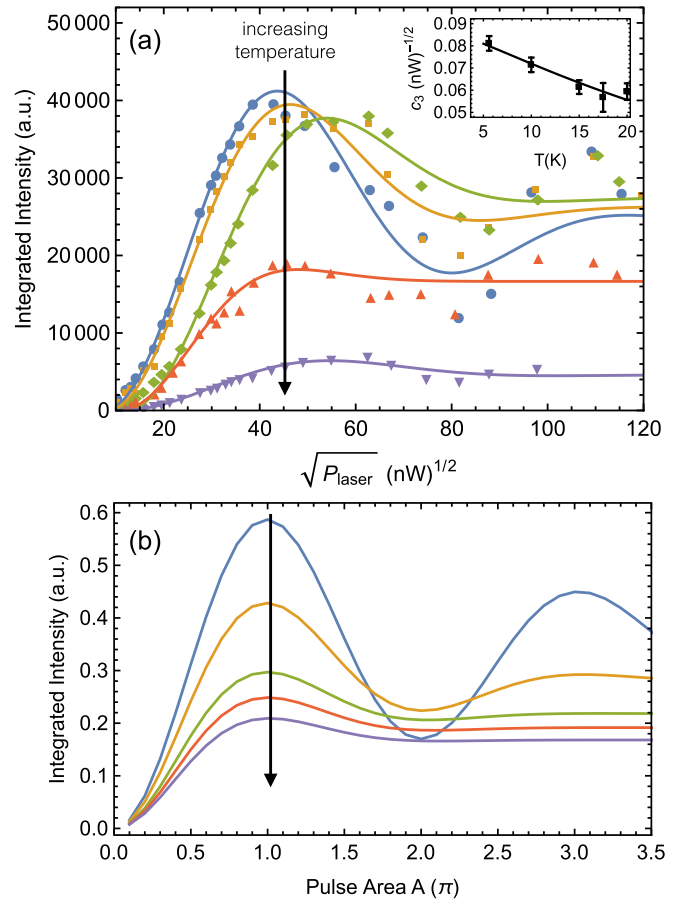 (a)
increasing
temperature
50 000
40 000
30 000
20 000
10 000
0
Integrated Intensity (a.u.)
20 40 60 80 100 120
√P_laser (nW)^1/2
0.09
0.08
0.07
0.06
0.05
c₃ (nW)^−1/2
5 10 15 20
T(K)
(b)
0.6
0.5
0.4
0.3
0.2
0.1
0.0
Integrated Intensity (a.u.)
0.0 0.5 1.0 1.5 2.0 2.5 3.0 3.5
Pulse Area A (π)